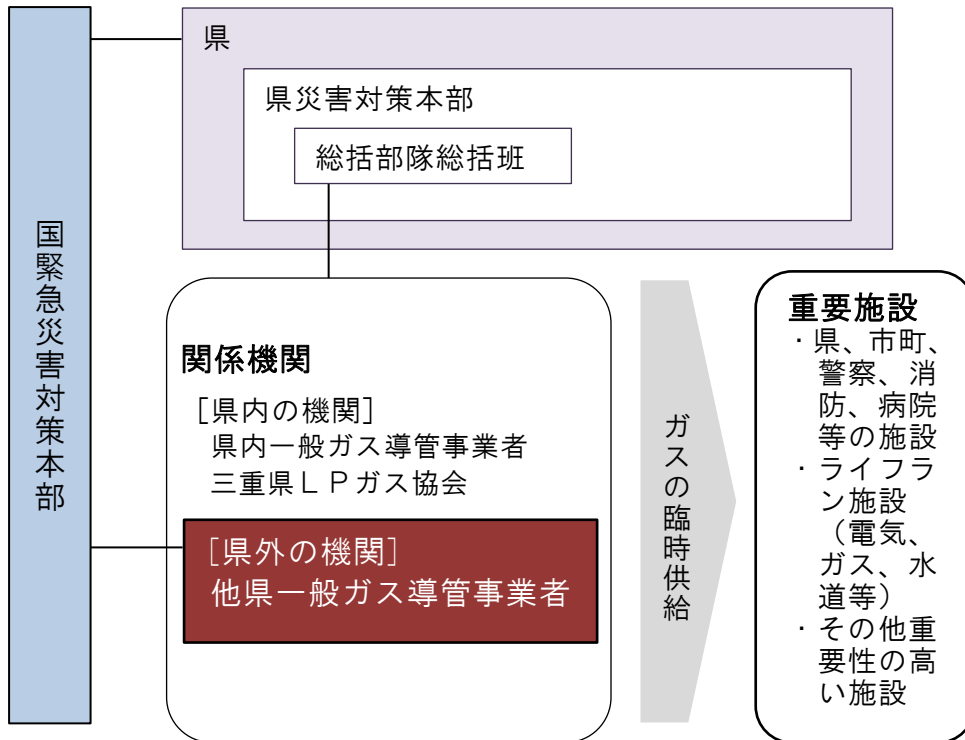 国緊急災害対策本部
県
県災害対策本部
総括部隊総括班
関係機関
［県内の機関］
県内一般ガス導管事業者
三重県ＬＰガス協会
［県外の機関］
他県一般ガス導管事業者
ガスの臨時供給
重要施設
・県、市町、
警察、消
防、病院
等の施設
・ライフラ
ン施設
（電気、
ガス、水
道等）
・その他重
要性の高
い施設